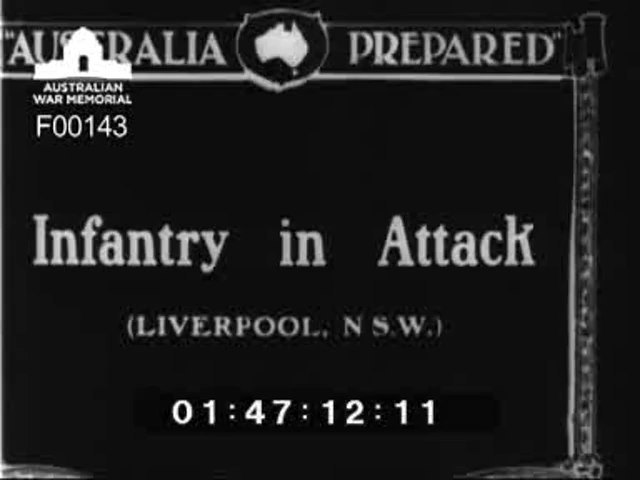 "AUSTRALIA PREPARED"
AUSTRALIAN
WAR MEMORIAL
F00143
Infantry in Attack
(LIVERPOOL, N S.W.)
01:47:12:11